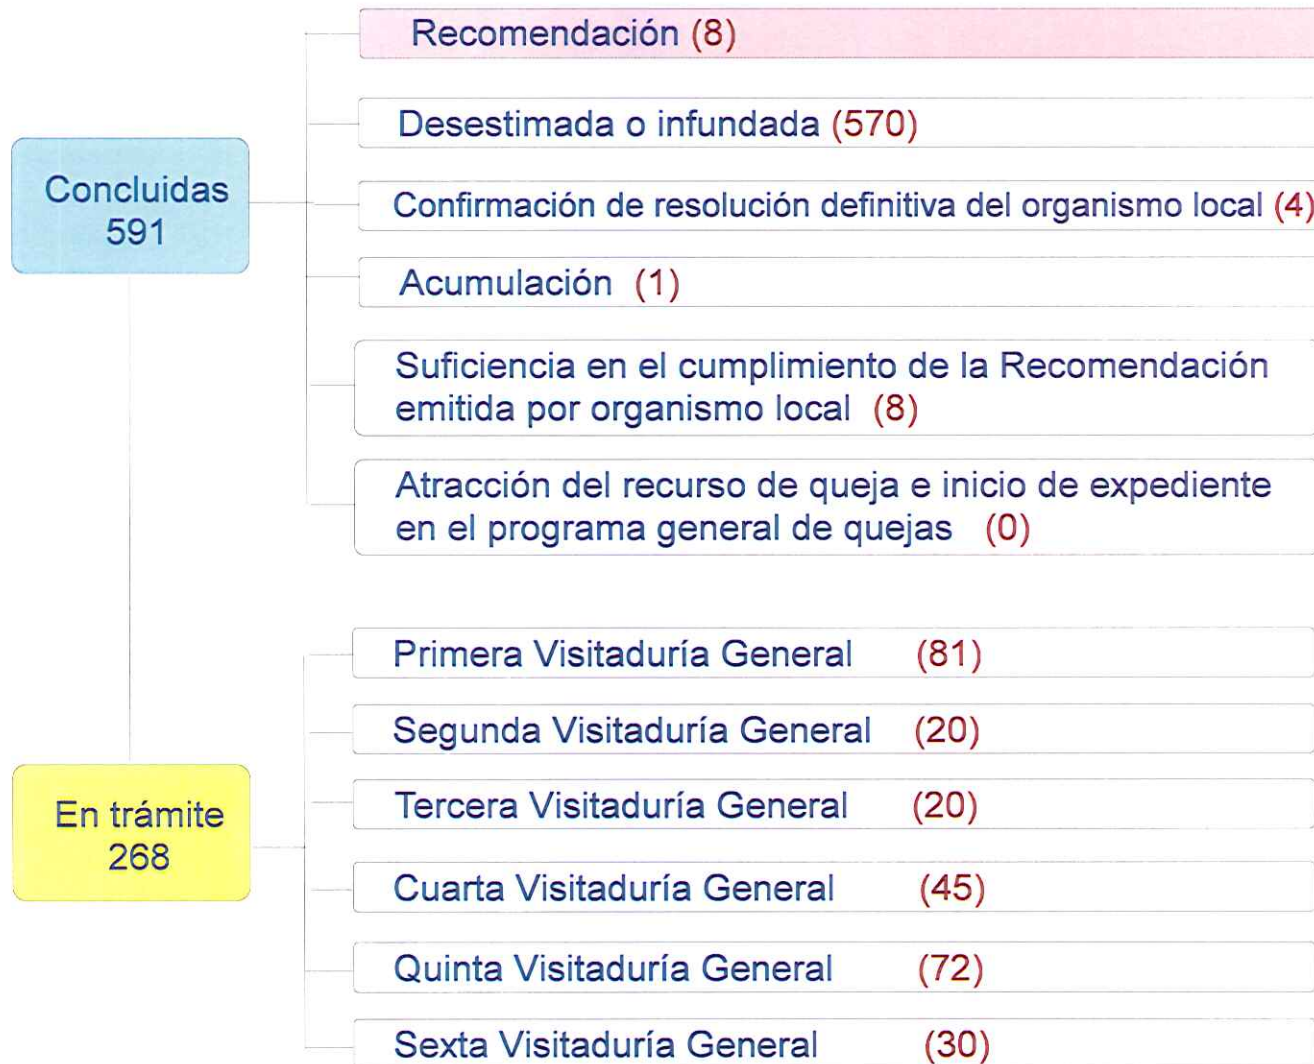 Recomendación (8)
Desestimada o infundada (570)
Concluidas
591
Confirmación de resolución definitiva del organismo local (4)
Acumulación (1)
Suficiencia en el cumplimiento de la Recomendación
emitida por organismo local (8)
Atracción del recurso de queja e inicio de expediente
en el programa general de quejas (0)
En trámite
268
Primera Visitaduría General (81)
Segunda Visitaduría General (20)
Tercera Visitaduría General (20)
Cuarta Visitaduría General (45)
Quinta Visitaduría General (72)
Sexta Visitaduría General (30)